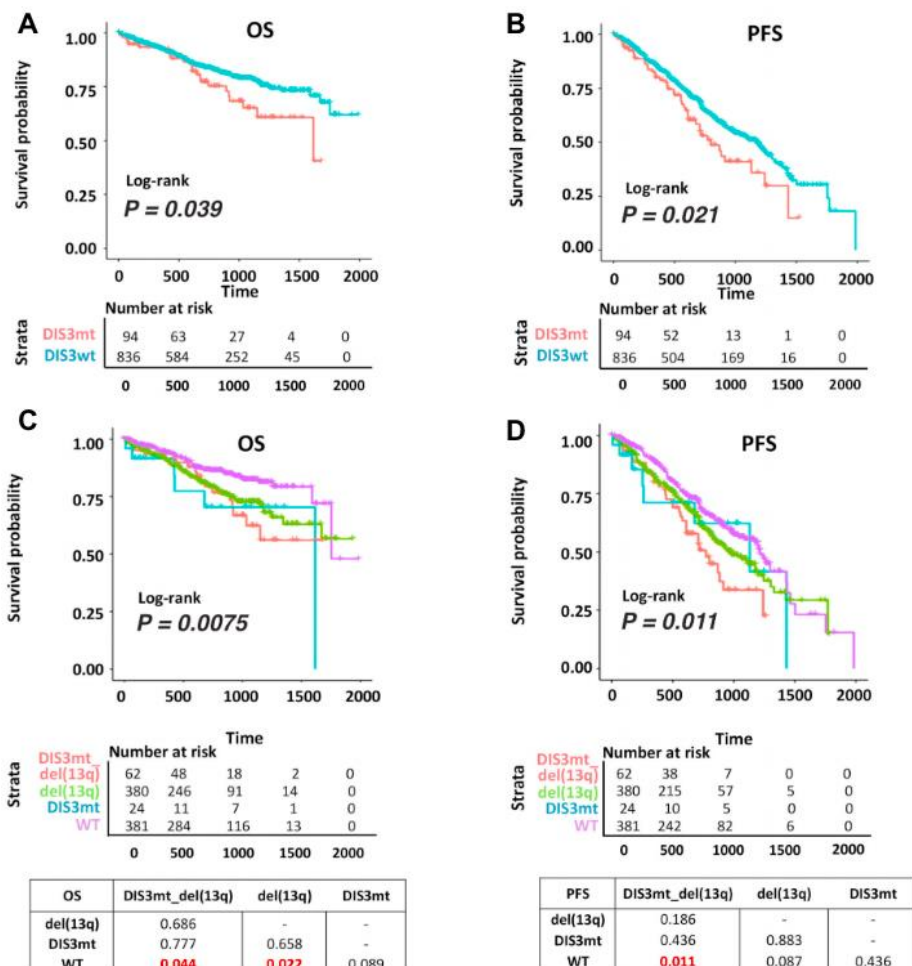 A
OS
1.00
0.75
0.50
0.25
0.00
Survival probability
Log-rank
P = 0.039
0 500 1000 1500 2000
Time
Number at risk
Strata
DIS3mt 94 63 27 4 0
DIS3wt 836 584 252 45 0
0 500 1000 1500 2000
B
PFS
1.00
0.75
0.50
0.25
0.00
Survival probability
Log-rank
P = 0.021
0 500 1000 1500 2000
Time
Number at risk
Strata
DIS3mt 94 52 13 1 0
DIS3wt 836 504 169 16 0
0 500 1000 1500 2000
C
OS
1.00
0.75
0.50
0.25
0.00
Survival probability
Log-rank
P = 0.0075
0 500 1000 1500 2000
Time
Number at risk
Strata
DIS3mt_
del(13q) 62 48 18 2 0
del(13q) 380 246 91 14 0
DIS3mt 24 11 7 1 0
WT 381 284 116 13 0
0 500 1000 1500 2000
OS DIS3mt_del(13q) del(13q) DIS3mt
del(13q) 0.686 - -
DIS3mt 0.777 0.658 -
WT 0.044 0.022 0.089
D
PFS
1.00
0.75
0.50
0.25
0.00
Survival probability
Log-rank
P = 0.011
0 500 1000 1500 2000
Time
Number at risk
Strata
DIS3mt_
del(13q) 62 38 7 0 0
del(13q) 380 215 57 5 0
DIS3mt 24 10 5 0 0
WT 381 242 82 6 0
0 500 1000 1500 2000
PFS DIS3mt_del(13q) del(13q) DIS3mt
del(13q) 0.186 - -
DIS3mt 0.436 0.883 -
WT 0.011 0.087 0.436